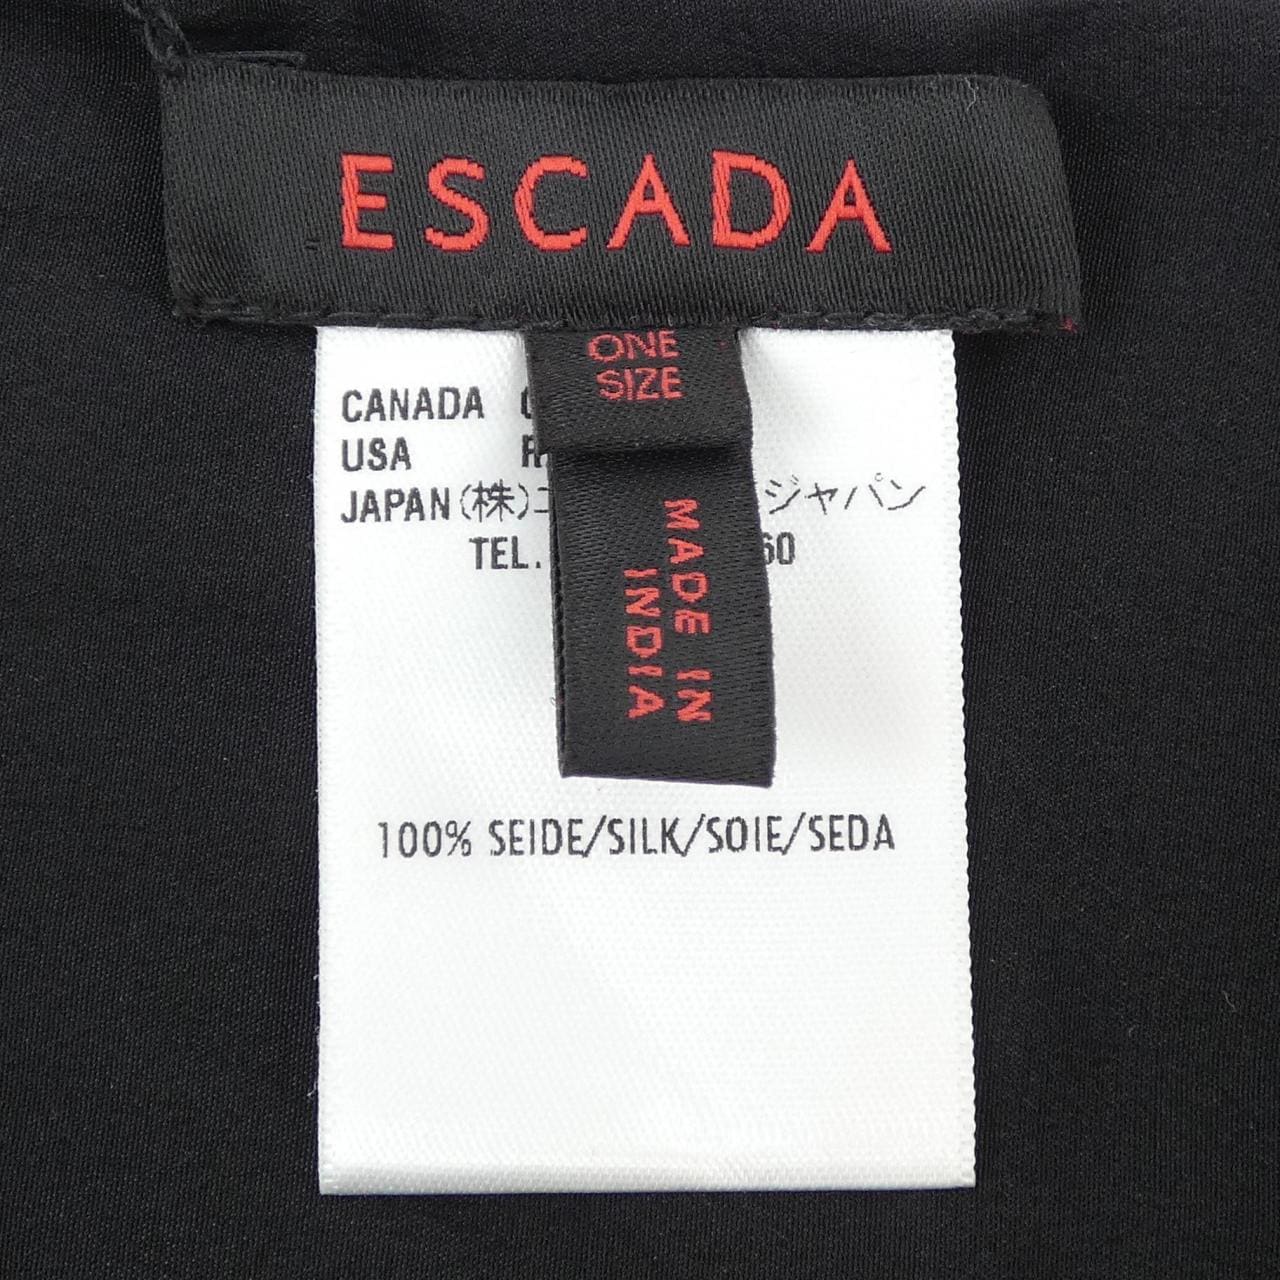 ESCADA
ONE
SIZE
CANADA
USA
JAPAN (株) ジャパン
TEL. 60
MADE IN
INDIA
100% SEIDE/SILK/SOIE/SEDA